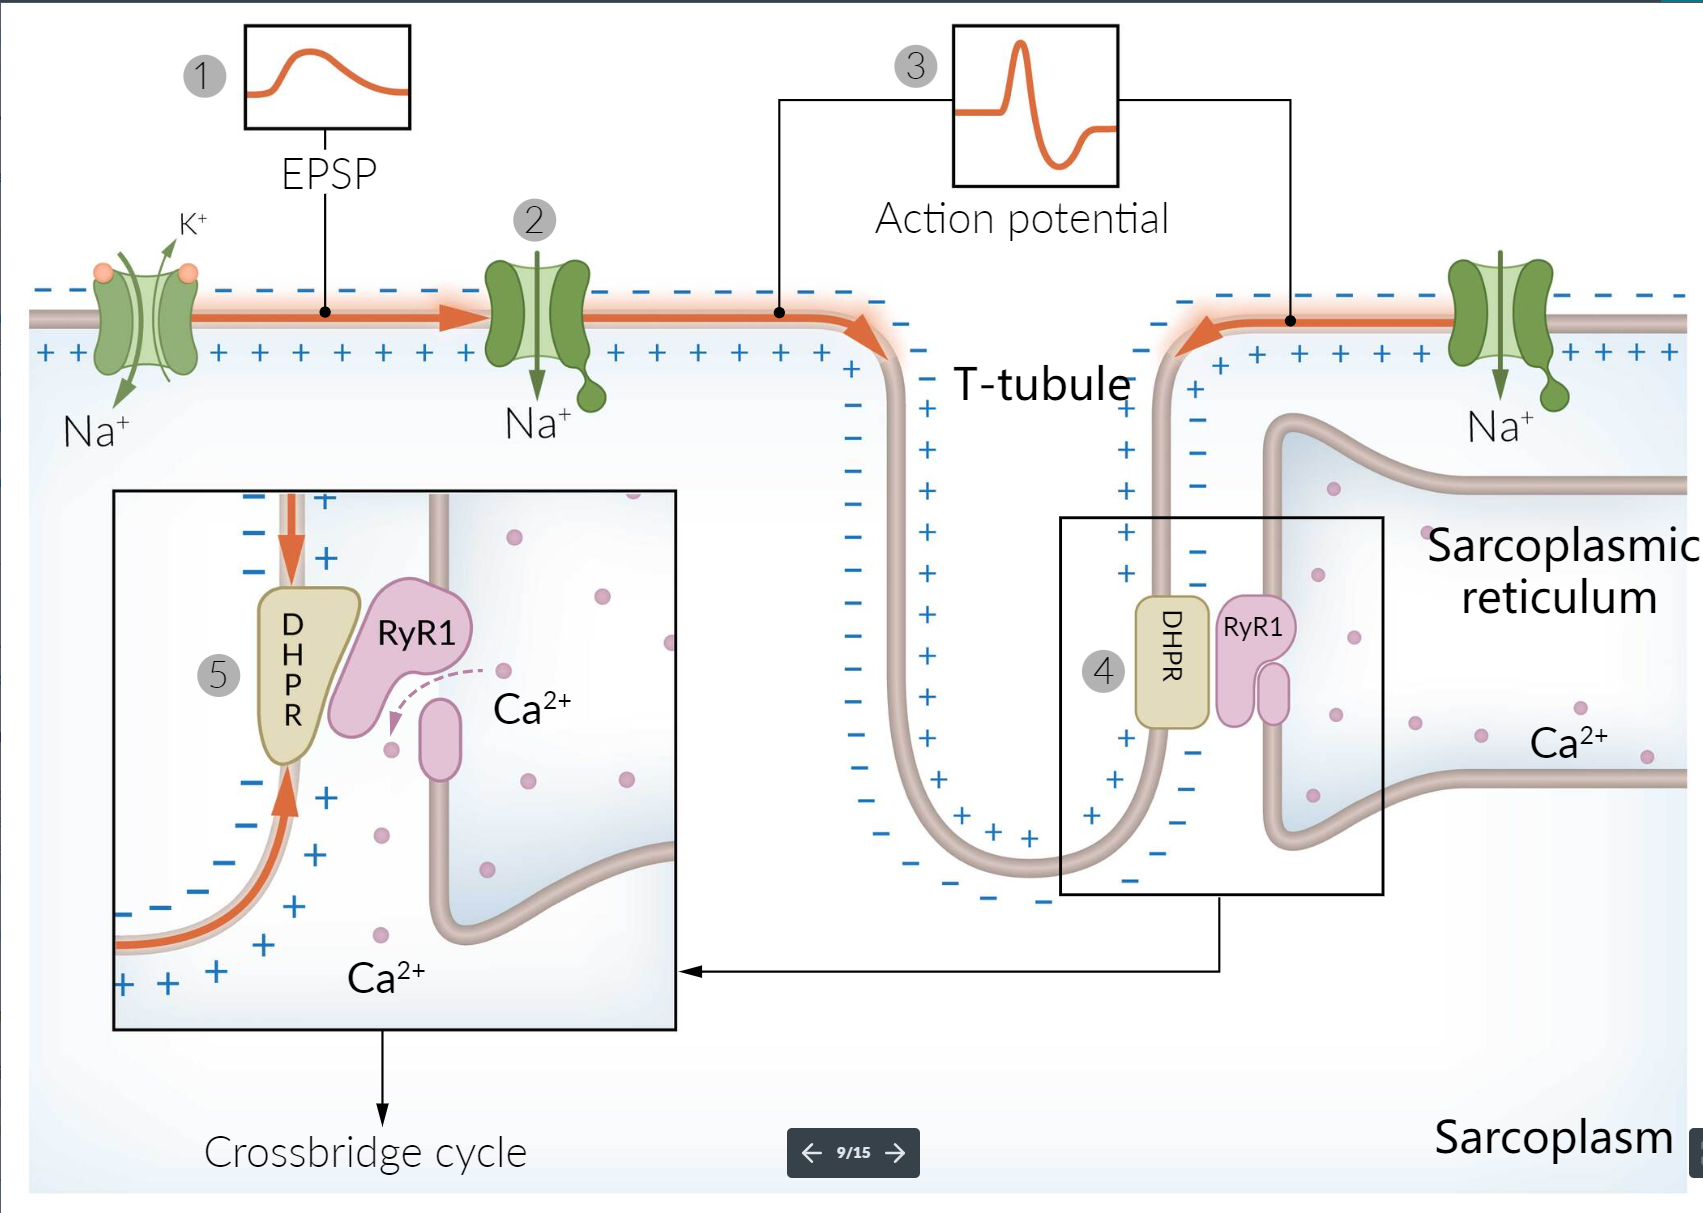 1
EPSP
K⁺
Na⁺
2
Na⁺
3
Action potential
T-tubule
Na⁺
Sarcoplasmic
reticulum
DHPR
RyR1
4
Ca²⁺
5
D
H
P
R
RyR1
Ca²⁺
Ca²⁺
Crossbridge cycle
9/15
Sarcoplasm